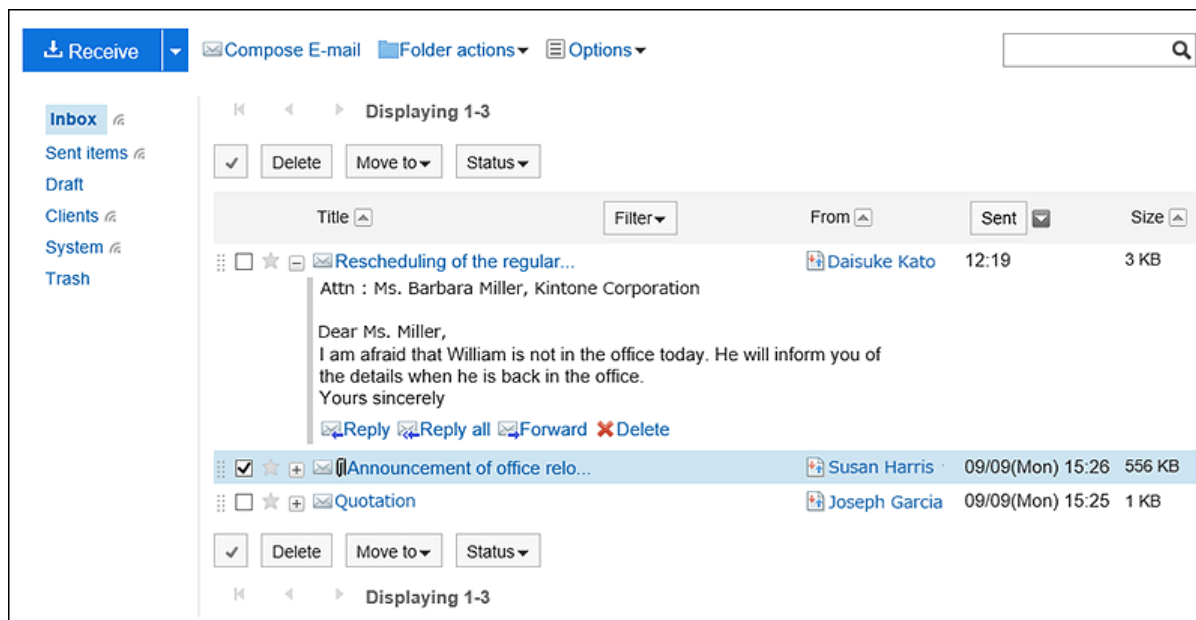 Receive Compose E-mail Folder actions Options
Inbox
Sent items
Draft
Clients
System
Trash
Displaying 1-3
Delete Move to Status
Title Filter From Sent Size
Rescheduling of the regular... Daisuke Kato 12:19 3 KB
Attn : Ms. Barbara Miller, Kintone Corporation
Dear Ms. Miller,
I am afraid that William is not in the office today. He will inform you of
the details when he is back in the office.
Yours sincerely
Reply Reply all Forward Delete
Announcement of office relo... Susan Harris 09/09(Mon) 15:26 556 KB
Quotation Joseph Garcia 09/09(Mon) 15:25 1 KB
Delete Move to Status
Displaying 1-3